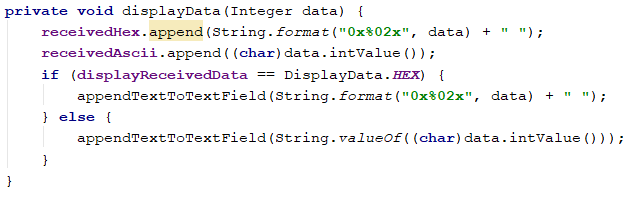 private void displayData(Integer data) {
    receivedHex.append(String.format("0x%02x", data) + " ");
    receivedAscii.append((char)data.intValue());
    if (displayReceivedData == DisplayData.HEX) {
        appendTextToTextField(String.format("0x%02x", data) + " ");
    } else {
        appendTextToTextField(String.valueOf((char)data.intValue()));
    }
}